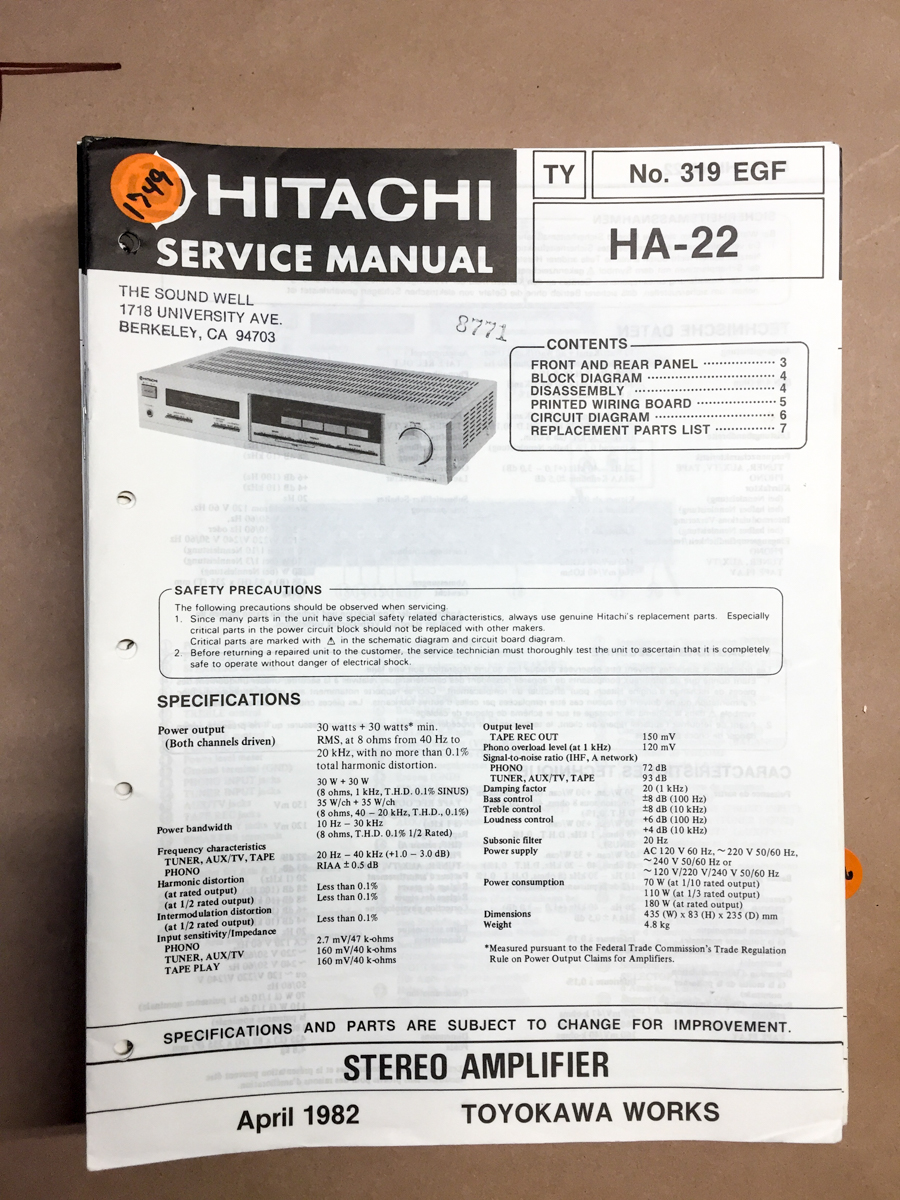 1749
HITACHI
SERVICE MANUAL
TY
No. 319 EGF
HA-22
THE SOUND WELL
1718 UNIVERSITY AVE.
BERKELEY, CA 94703
8771
HITACHI
CONTENTS
FRONT AND REAR PANEL ·················· 3
BLOCK DIAGRAM ·················· 4
DISASSEMBLY ·················· 4
PRINTED WIRING BOARD ·················· 5
CIRCUIT DIAGRAM ·················· 6
REPLACEMENT PARTS LIST ·················· 7
SAFETY PRECAUTIONS
The following precautions should be observed when servicing.
1. Since many parts in the unit have special safety related characteristics, always use genuine Hitachi's replacement parts. Especially
critical parts in the power circuit block should not be replaced with other makers.
Critical parts are marked with ⚠ in the schematic diagram and circuit board diagram.
2. Before returning a repaired unit to the customer, the service technician must thoroughly test the unit to ascertain that it is completely
safe to operate without danger of electrical shock.
SPECIFICATIONS
Power output 30 watts + 30 watts* min.
(Both channels driven) RMS, at 8 ohms from 40 Hz to
20 kHz, with no more than 0.1%
total harmonic distortion.
30 W + 30 W
(8 ohms, 1 kHz, T.H.D. 0.1% SINUS)
35 W/ch + 35 W/ch
(8 ohms, 40 – 20 kHz, T.H.D., 0.1%)
Power bandwidth 10 Hz – 30 kHz
(8 ohms, T.H.D. 0.1% 1/2 Rated)
Frequency characteristics
TUNER, AUX/TV, TAPE 20 Hz – 40 kHz (+1.0 – 3.0 dB)
PHONO RIAA ± 0.5 dB
Harmonic distortion
(at rated output) Less than 0.1%
(at 1/2 rated output) Less than 0.1%
Intermodulation distortion
(at 1/2 rated output) Less than 0.1%
Input sensitivity/Impedance
PHONO 2.7 mV/47 k-ohms
TUNER, AUX/TV 160 mV/40 k-ohms
TAPE PLAY 160 mV/40 k-ohms
Output level
TAPE REC OUT 150 mV
Phono overload level (at 1 kHz) 120 mV
Signal-to-noise ratio (IHF, A network)
PHONO 72 dB
TUNER, AUX/TV, TAPE 93 dB
Damping factor 20 (1 kHz)
Bass control ±8 dB (100 Hz)
Treble control ±8 dB (10 kHz)
Loudness control +6 dB (100 Hz)
+4 dB (10 kHz)
Subsonic filter 20 Hz
Power supply AC 120 V 60 Hz, ~ 220 V 50/60 Hz,
~ 240 V 50/60 Hz or
~ 120 V/220 V/240 V 50/60 Hz
Power consumption 70 W (at 1/10 rated output)
110 W (at 1/3 rated output)
180 W (at rated output)
Dimensions 435 (W) x 83 (H) x 235 (D) mm
Weight 4.8 kg
*Measured pursuant to the Federal Trade Commission's Trade Regulation
Rule on Power Output Claims for Amplifiers.
SPECIFICATIONS AND PARTS ARE SUBJECT TO CHANGE FOR IMPROVEMENT.
STEREO AMPLIFIER
April 1982 TOYOKAWA WORKS